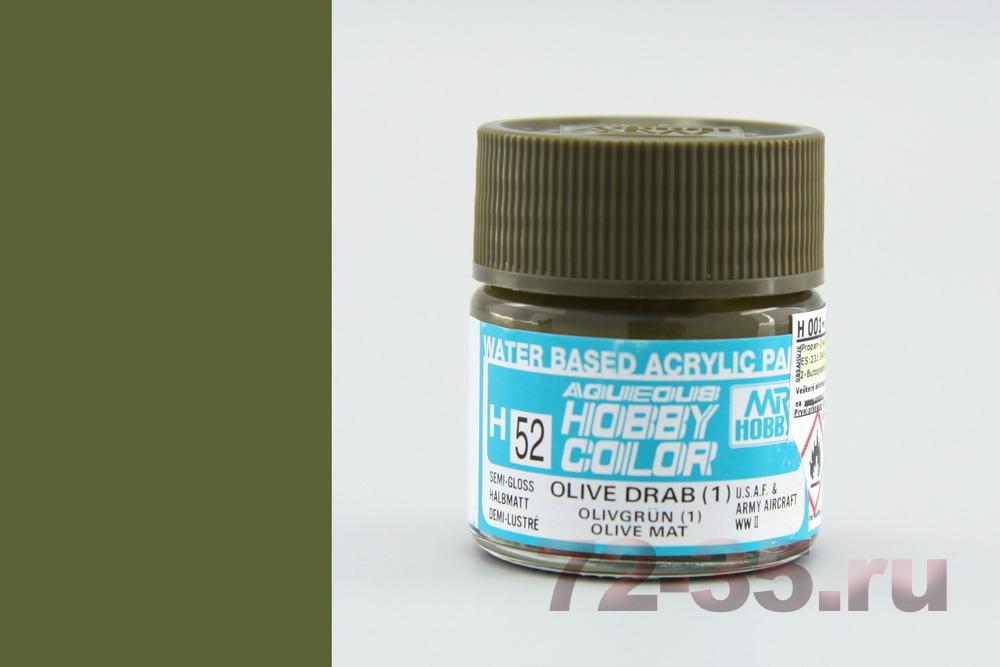 WATER BASED ACRYLIC PAI
AQUEOUS
HOBBY
COLOR
H 52
MR
HOBBY
SEMI-GLOSS
HALBMATT
DEMI-LUSTRÉ
OLIVE DRAB (1)
OLIVGRÜN (1)
OLIVE MAT
U.S.A.F. &
ARMY AIRCRAFT
WW II
H 001
72-35.ru